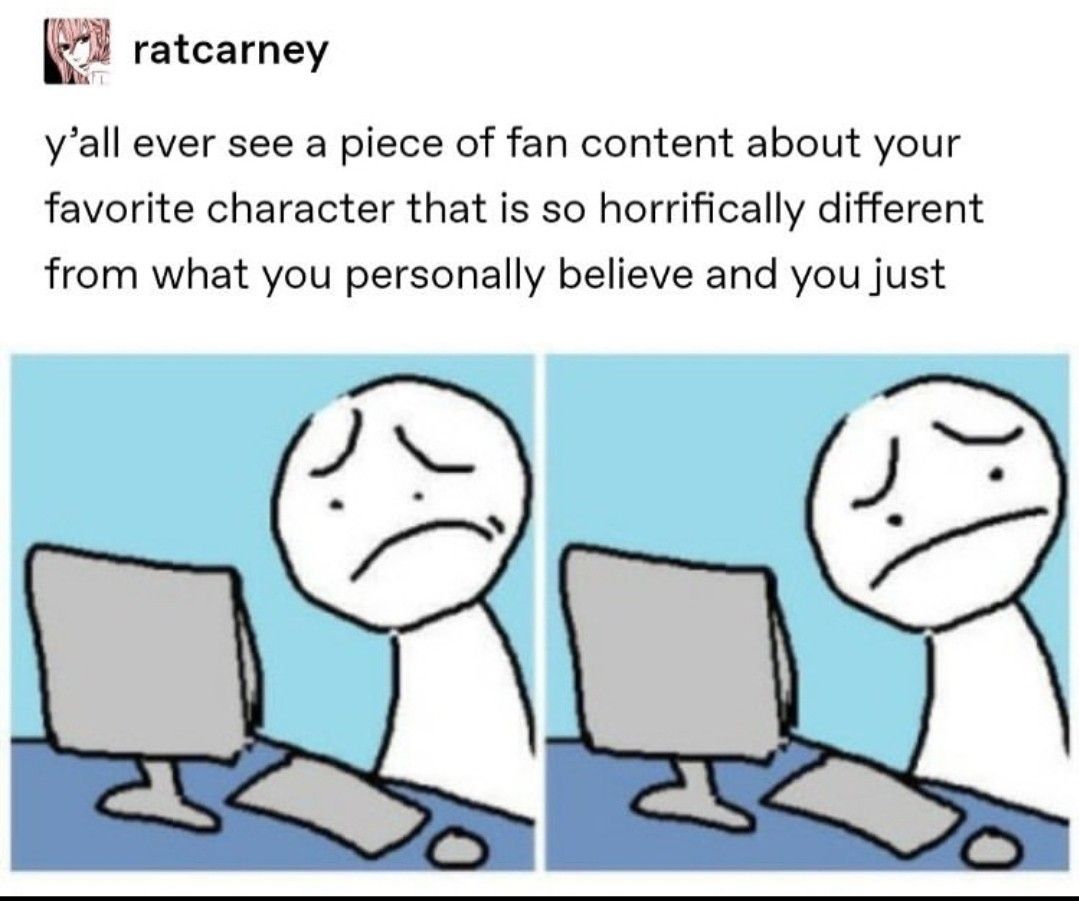 ratcarney
y’all ever see a piece of fan content about your
favorite character that is so horrifically different
from what you personally believe and you just